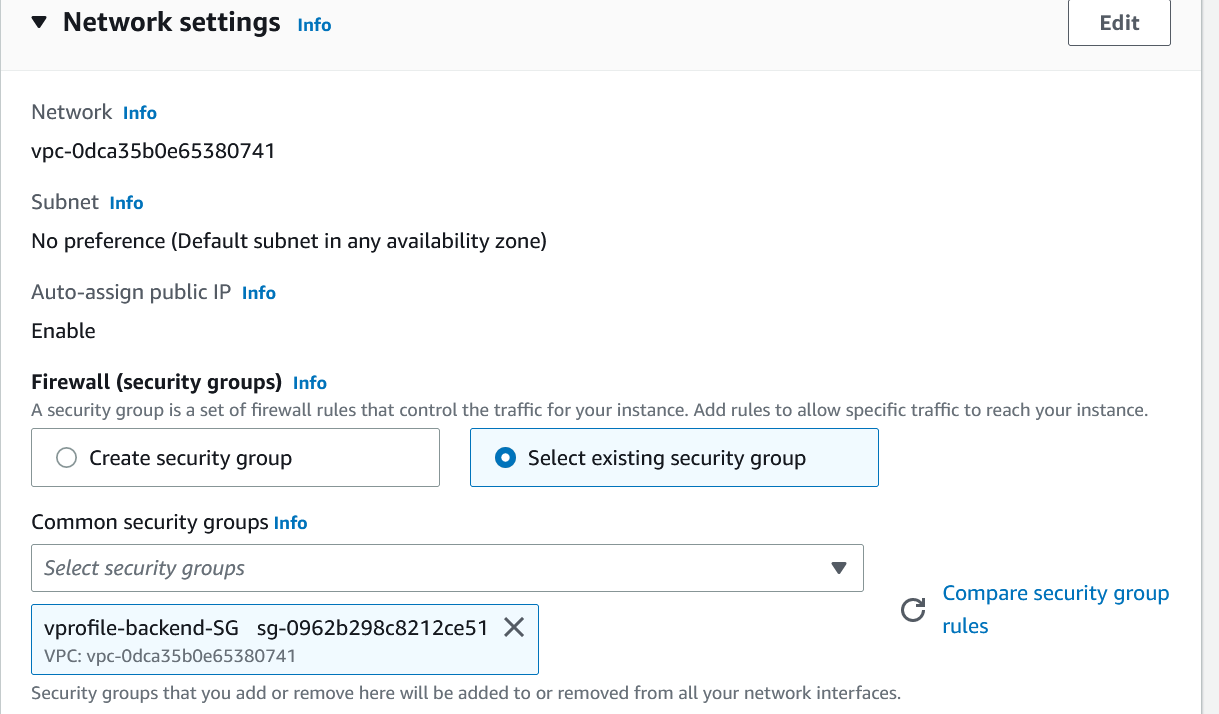 Network settings Info
Edit
Network Info
vpc-0dca35b0e65380741
Subnet Info
No preference (Default subnet in any availability zone)
Auto-assign public IP Info
Enable
Firewall (security groups) Info
A security group is a set of firewall rules that control the traffic for your instance. Add rules to allow specific traffic to reach your instance.
Create security group
Select existing security group
Common security groups Info
Select security groups
Compare security group
rules
vprofile-backend-SG sg-0962b298c8212ce51
VPC: vpc-0dca35b0e65380741
Security groups that you add or remove here will be added to or removed from all your network interfaces.